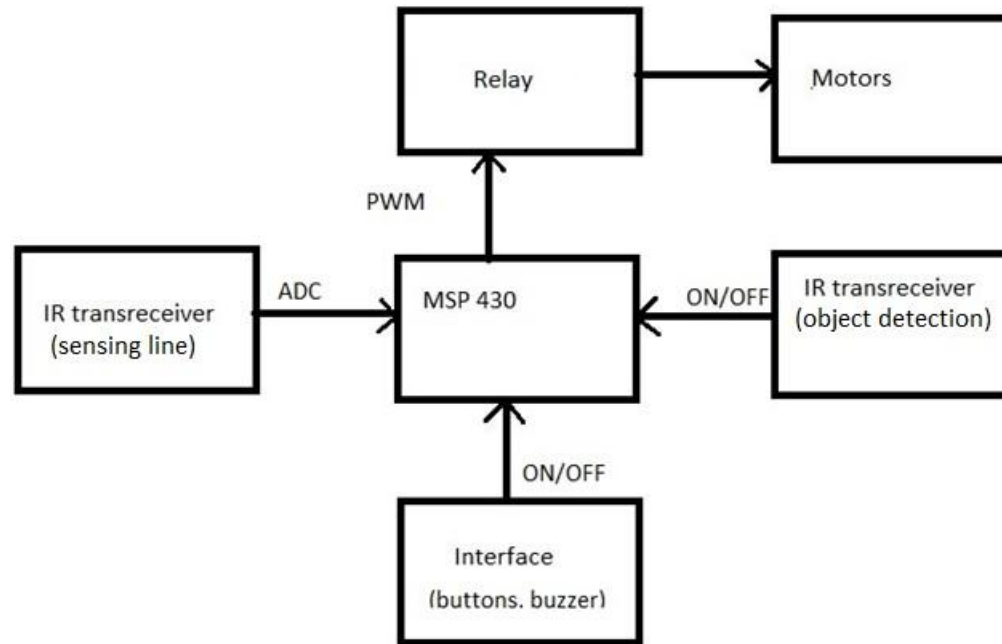 Relay
Motors
PWM
IR transreceiver
(sensing line)
ADC
MSP 430
ON/OFF
IR transreceiver
(object detection)
ON/OFF
Interface
(buttons, buzzer)